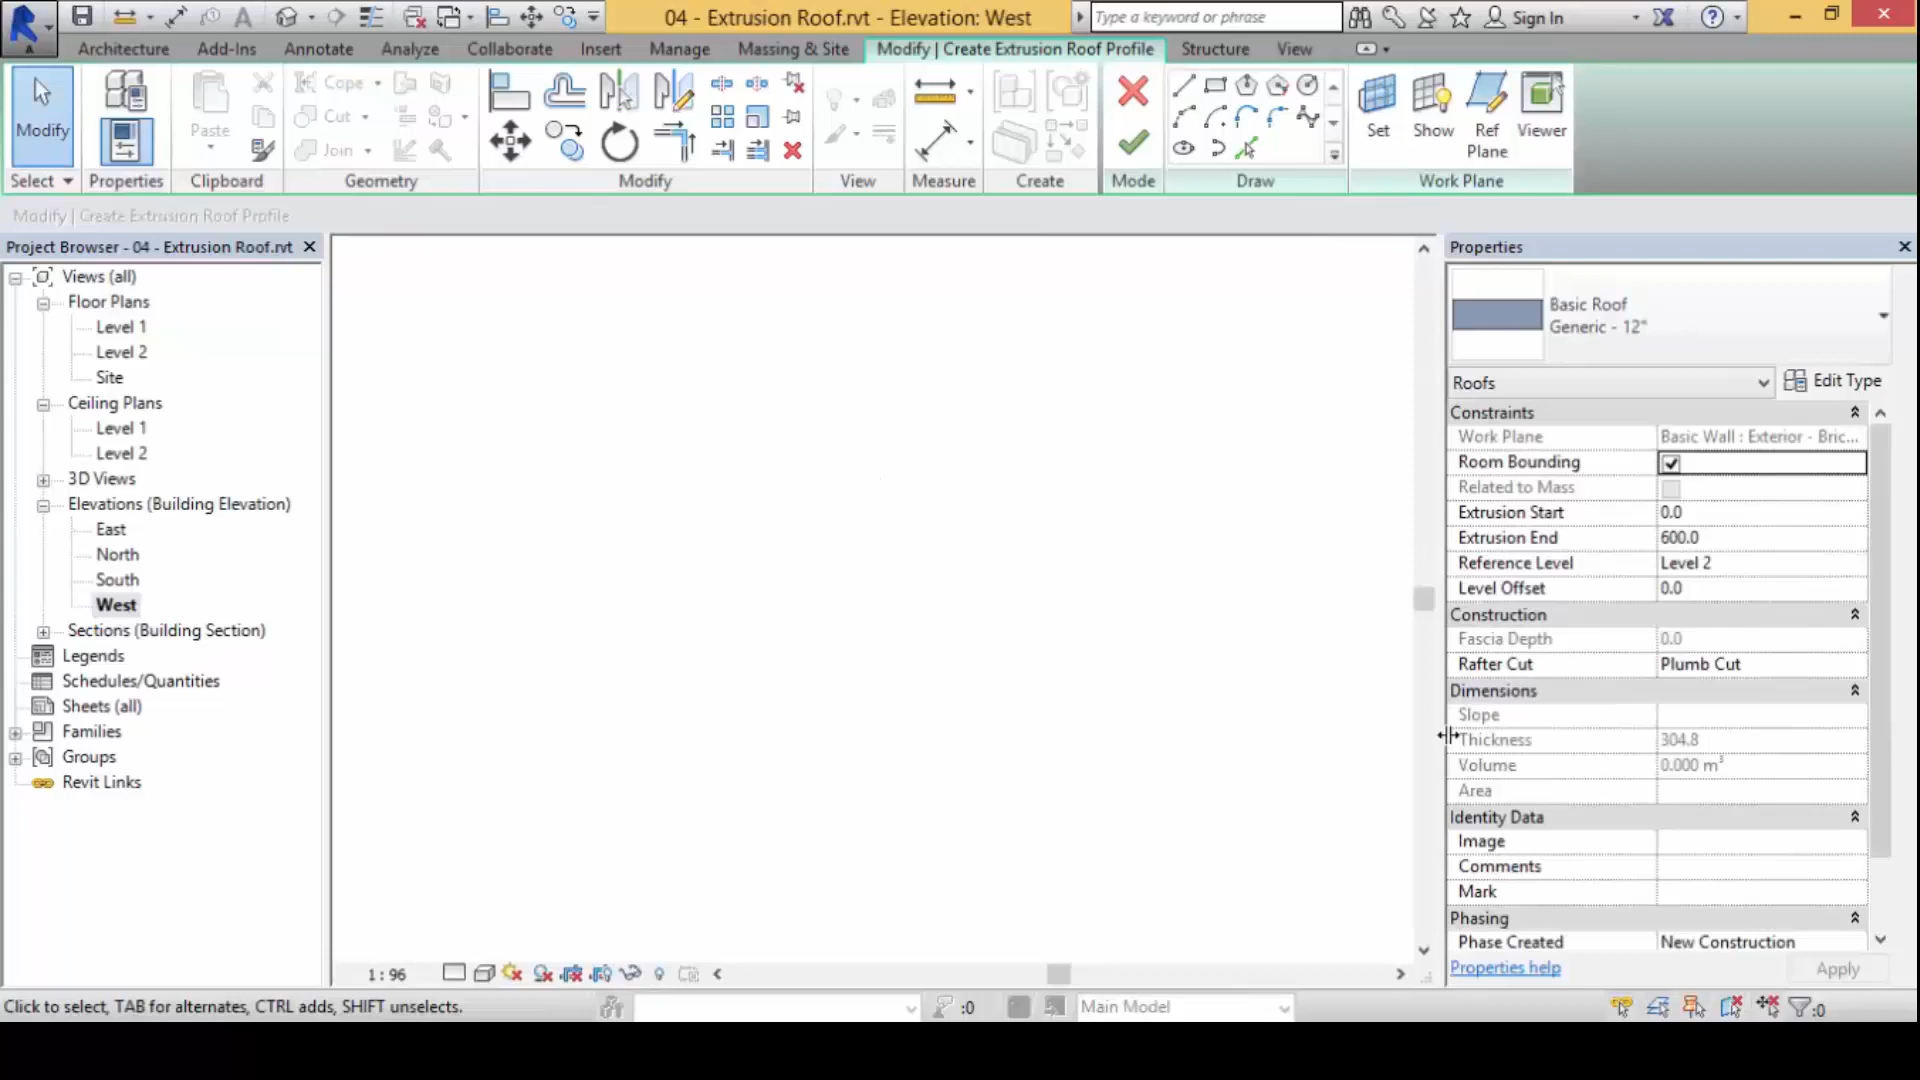 04 - Extrusion Roof.rvt - Elevation: West
Type a keyword or phrase
Sign In
Architecture Add-Ins Annotate Analyze Collaborate Insert Manage Massing & Site Modify | Create Extrusion Roof Profile Structure View
Modify
Paste
Cope
Cut
Join
Set Show Ref Plane Viewer
Select Properties Clipboard Geometry Modify View Measure Create Mode Draw Work Plane
Modify | Create Extrusion Roof Profile
Project Browser - 04 - Extrusion Roof.rvt
Views (all)
Floor Plans
Level 1
Level 2
Site
Ceiling Plans
Level 1
Level 2
3D Views
Elevations (Building Elevation)
East
North
South
West
Sections (Building Section)
Legends
Schedules/Quantities
Sheets (all)
Families
Groups
Revit Links
1 : 96
Properties
Basic Roof
Generic - 12"
Roofs
Edit Type
Constraints
Work Plane Basic Wall : Exterior - Bric...
Room Bounding
Related to Mass
Extrusion Start 0.0
Extrusion End 600.0
Reference Level Level 2
Level Offset 0.0
Construction
Fascia Depth 0.0
Rafter Cut Plumb Cut
Dimensions
Slope
Thickness 304.8
Volume 0.000 m³
Area
Identity Data
Image
Comments
Mark
Phasing
Phase Created New Construction
Properties help
Apply
Click to select, TAB for alternates, CTRL adds, SHIFT unselects.
:0
Main Model
:0